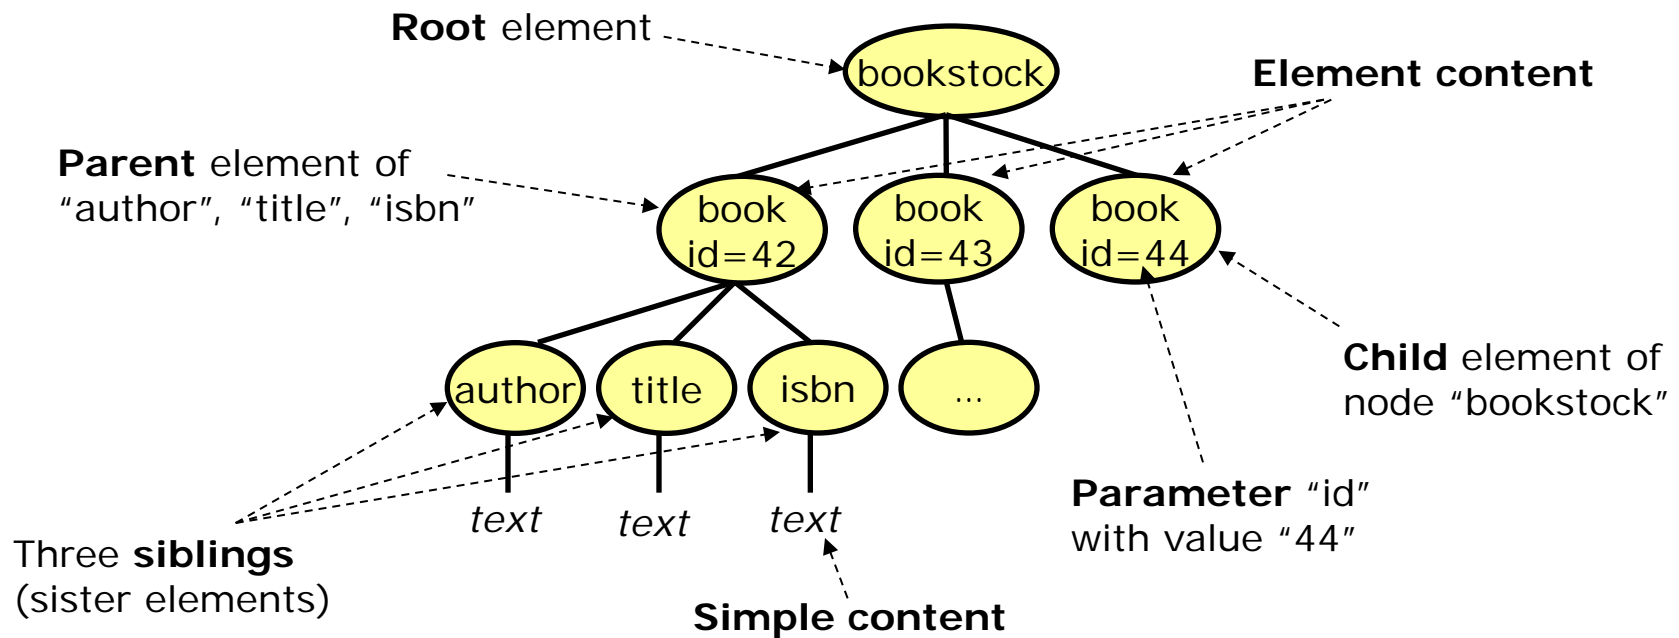 Root element
bookstock
Element content
Parent element of
“author”, “title”, “isbn”
book
id=42
book
id=43
book
id=44
Child element of
node “bookstock”
author
title
isbn
...
Parameter “id”
with value “44”
text
text
text
Three siblings
(sister elements)
Simple content